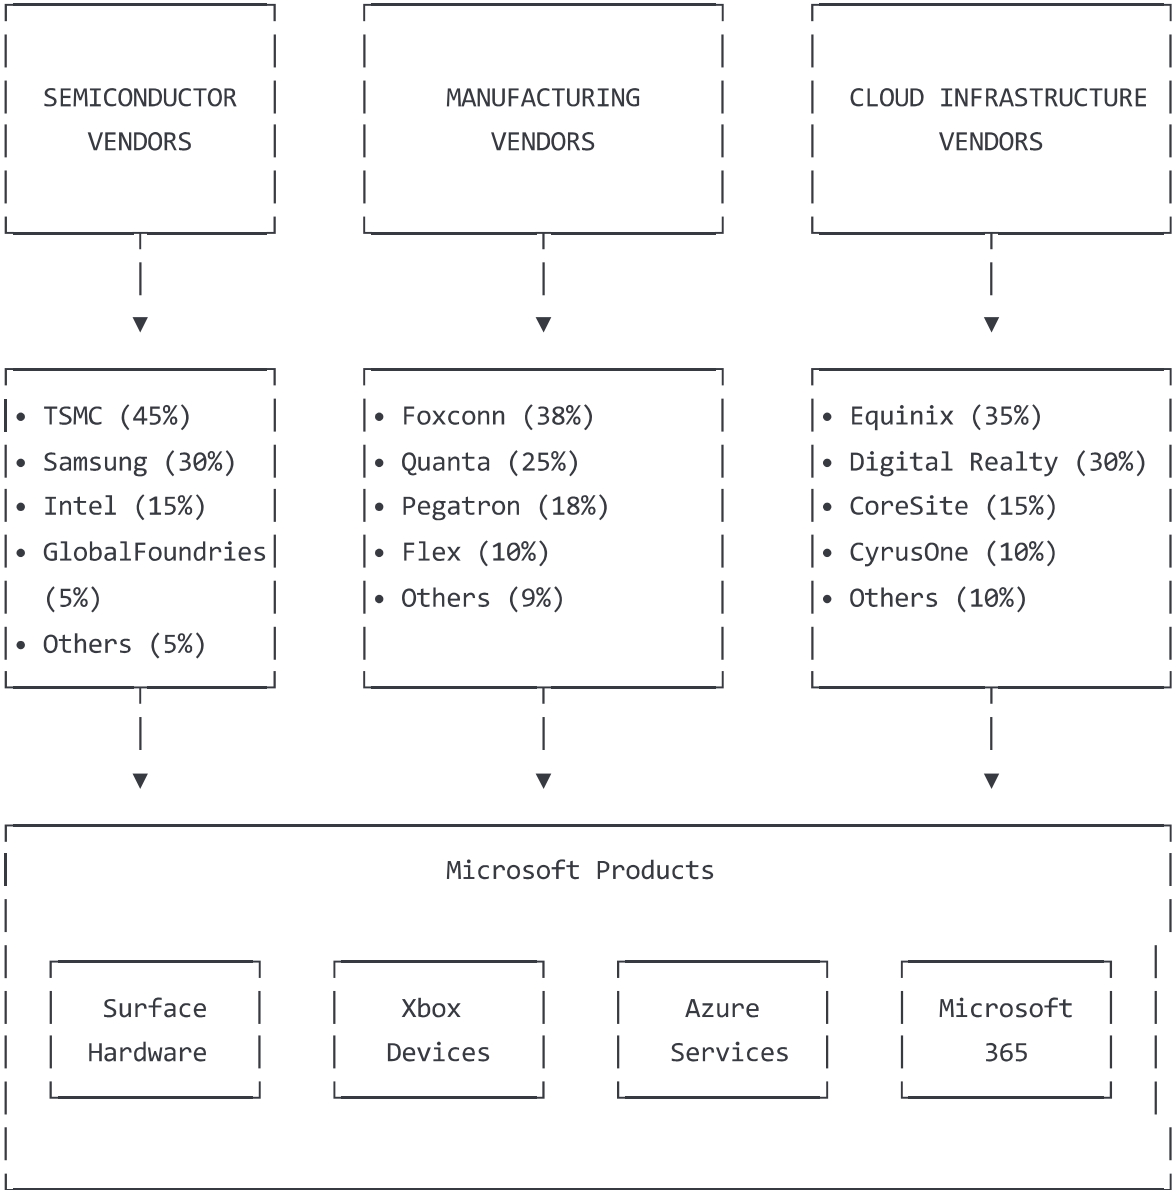 SEMICONDUCTOR
VENDORS
MANUFACTURING
VENDORS
CLOUD INFRASTRUCTURE
VENDORS
• TSMC (45%)
• Samsung (30%)
• Intel (15%)
• GlobalFoundries
(5%)
• Others (5%)
• Foxconn (38%)
• Quanta (25%)
• Pegatron (18%)
• Flex (10%)
• Others (9%)
• Equinix (35%)
• Digital Realty (30%)
• CoreSite (15%)
• CyrusOne (10%)
• Others (10%)
Microsoft Products
Surface
Hardware
Xbox
Devices
Azure
Services
Microsoft
365